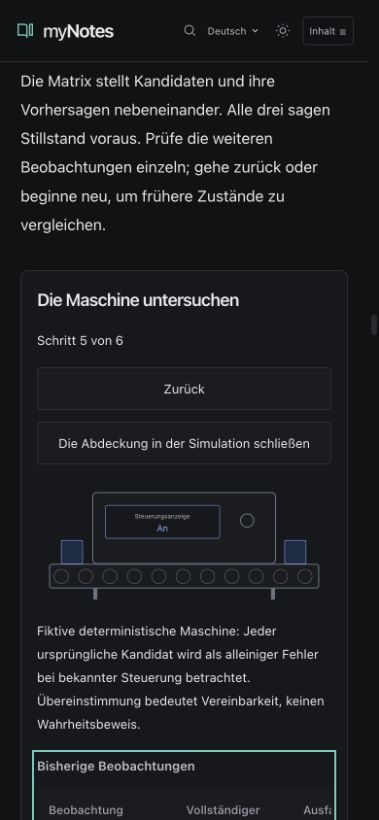 myNotes
Deutsch
Inhalt
Die Matrix stellt Kandidaten und ihre
Vorhersagen nebeneinander. Alle drei sagen
Stillstand voraus. Prüfe die weiteren
Beobachtungen einzeln; gehe zurück oder
beginne neu, um frühere Zustände zu
vergleichen.
Die Maschine untersuchen
Schritt 5 von 6
Zurück
Die Abdeckung in der Simulation schließen
Steuerungsanzeige
An
Fiktive deterministische Maschine: Jeder
ursprüngliche Kandidat wird als alleiniger Fehler
bei bekannter Steuerung betrachtet.
Übereinstimmung bedeutet Vereinbarkeit, keinen
Wahrheitsbeweis.
Bisherige Beobachtungen
Beobachtung Vollständiger